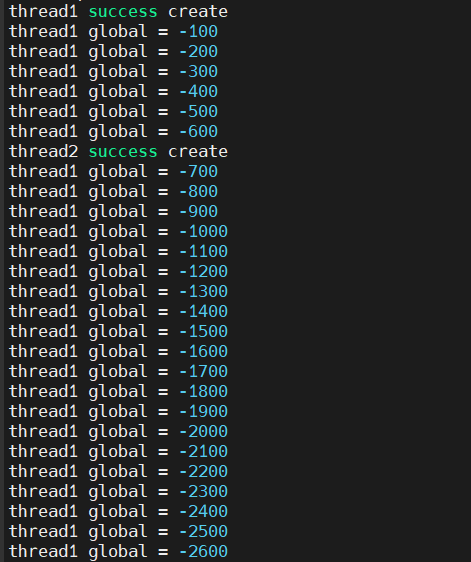 thread1 success create
thread1 global = -100
thread1 global = -200
thread1 global = -300
thread1 global = -400
thread1 global = -500
thread1 global = -600
thread2 success create
thread1 global = -700
thread1 global = -800
thread1 global = -900
thread1 global = -1000
thread1 global = -1100
thread1 global = -1200
thread1 global = -1300
thread1 global = -1400
thread1 global = -1500
thread1 global = -1600
thread1 global = -1700
thread1 global = -1800
thread1 global = -1900
thread1 global = -2000
thread1 global = -2100
thread1 global = -2200
thread1 global = -2300
thread1 global = -2400
thread1 global = -2500
thread1 global = -2600